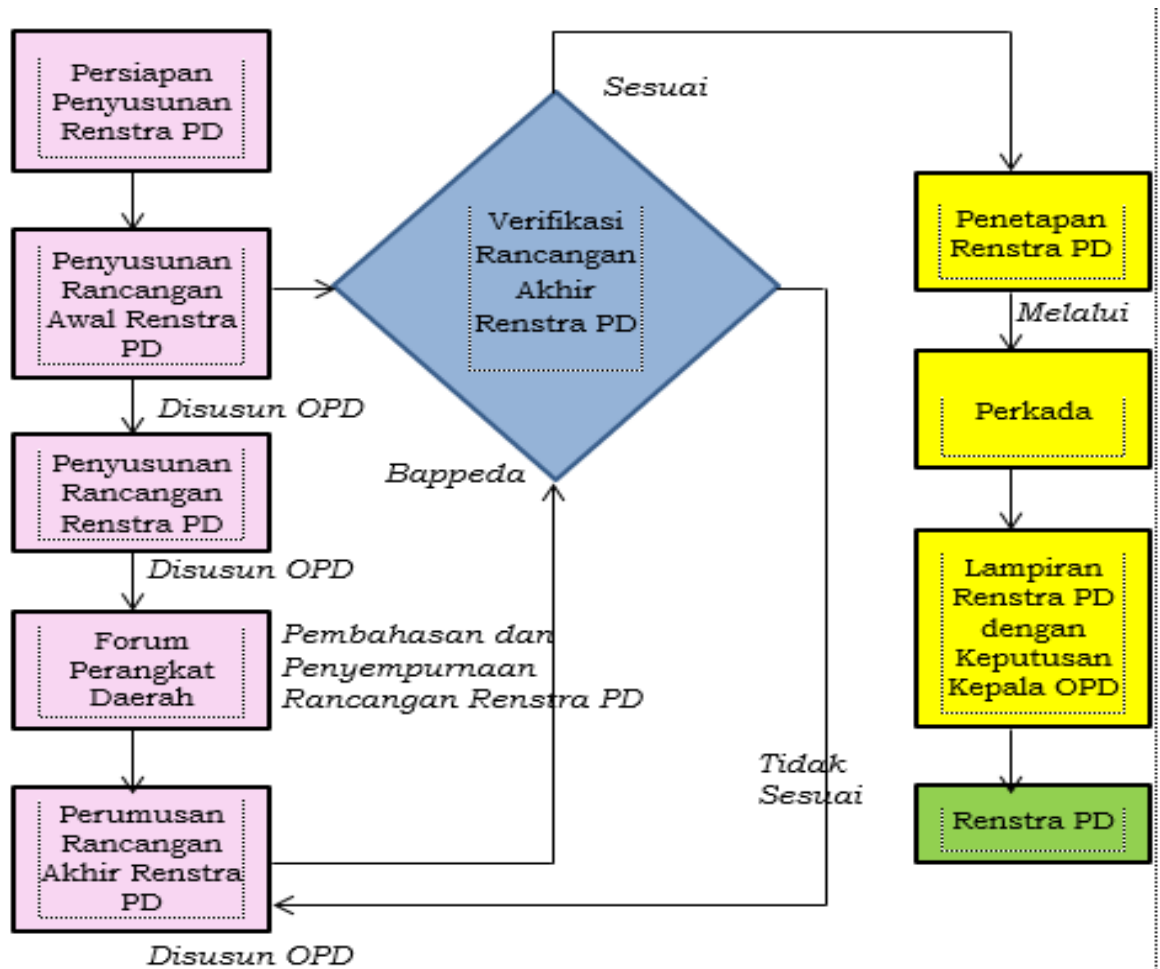 Persiapan
Penyusunan
Renstra PD
Penyusunan
Rancangan
Awal Renstra
PD
Disusun OPD
Penyusunan
Rancangan
Renstra PD
Disusun OPD
Forum
Perangkat
Daerah
Pembahasan dan
Penyempurnaan
Rancangan Renstra PD
Perumusan
Rancangan
Akhir Renstra
PD
Disusun OPD
Verifikasi
Rancangan
Akhir
Renstra PD
Bappeda
Sesuai
Tidak
Sesuai
Penetapan
Renstra PD
Melalui
Perkada
Lampiran
Renstra PD
dengan
Keputusan
Kepala OPD
Renstra PD